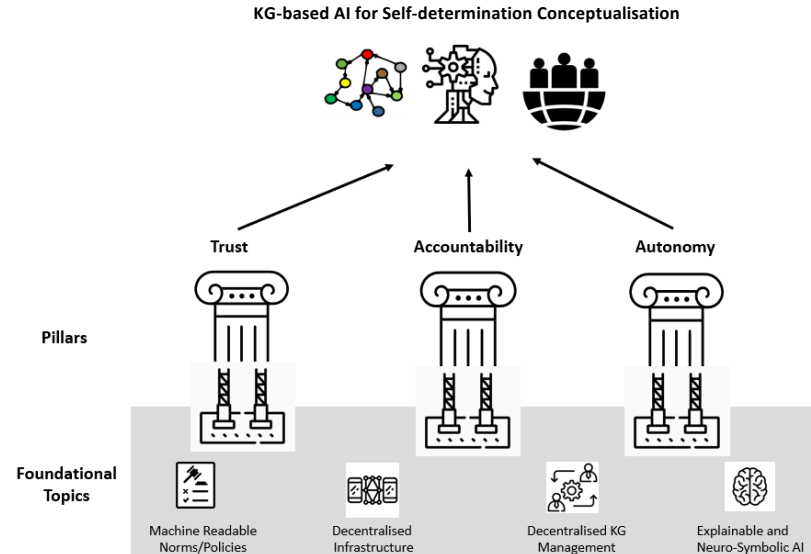 KG-based AI for Self-determination Conceptualisation
Trust
Accountability
Autonomy
Pillars
Foundational
Topics
Machine Readable
Norms/Policies
Decentralised
Infrastructure
Decentralised KG
Management
Explainable and
Neuro-Symbolic AI